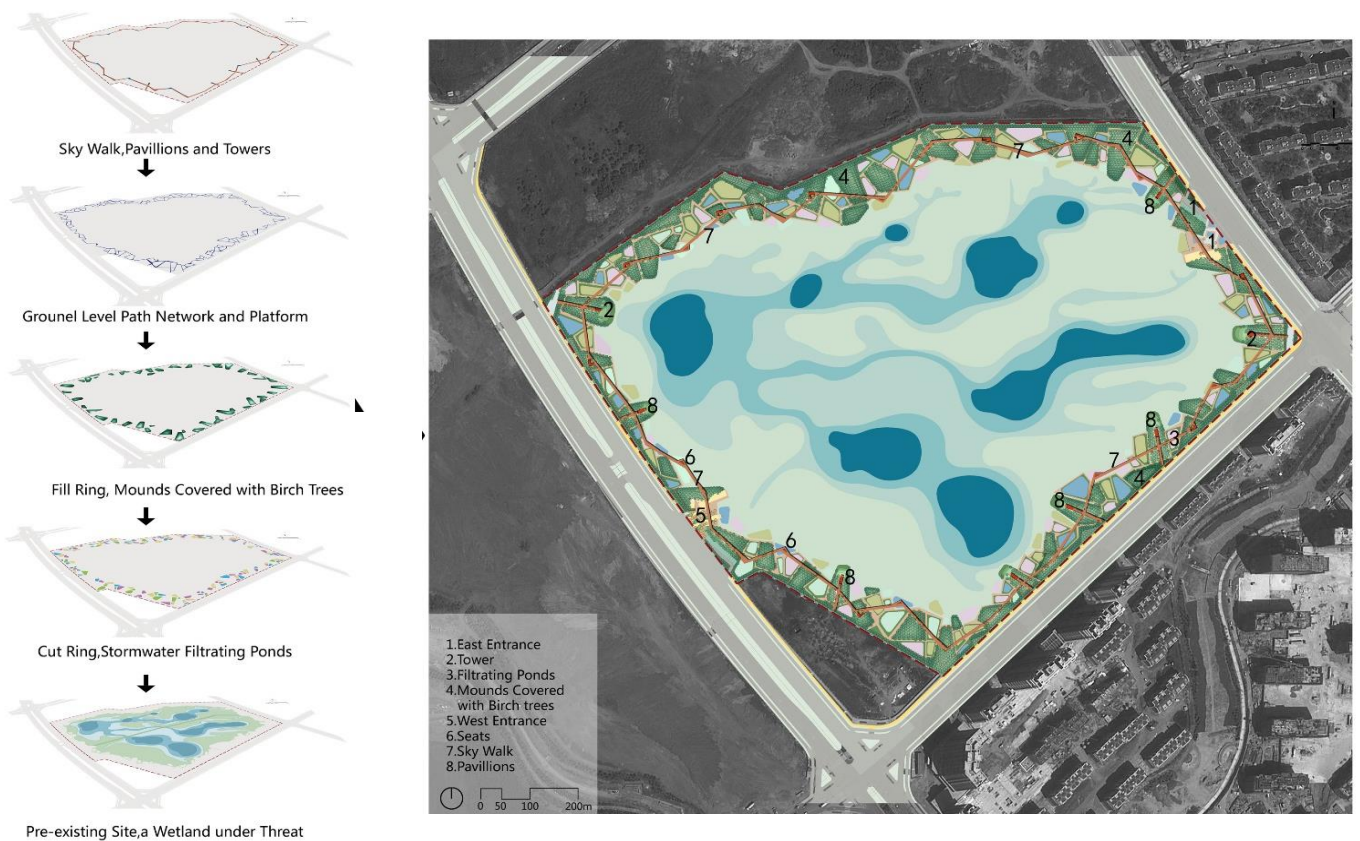 Sky Walk,Pavillions and Towers
Grounel Level Path Network and Platform
Fill Ring, Mounds Covered with Birch Trees
Cut Ring,Stormwater Filtrating Ponds
Pre-existing Site,a Wetland under Threat
4
7
4
8
1
1
7
2
2
8
8
3
6
7
7
4
8
5
6
8
1.East Entrance
2.Tower
3.Filtrating Ponds
4.Mounds Covered
with Birch trees
5.West Entrance
6.Seats
7.Sky Walk
8.Pavillions
0 50 100 200m